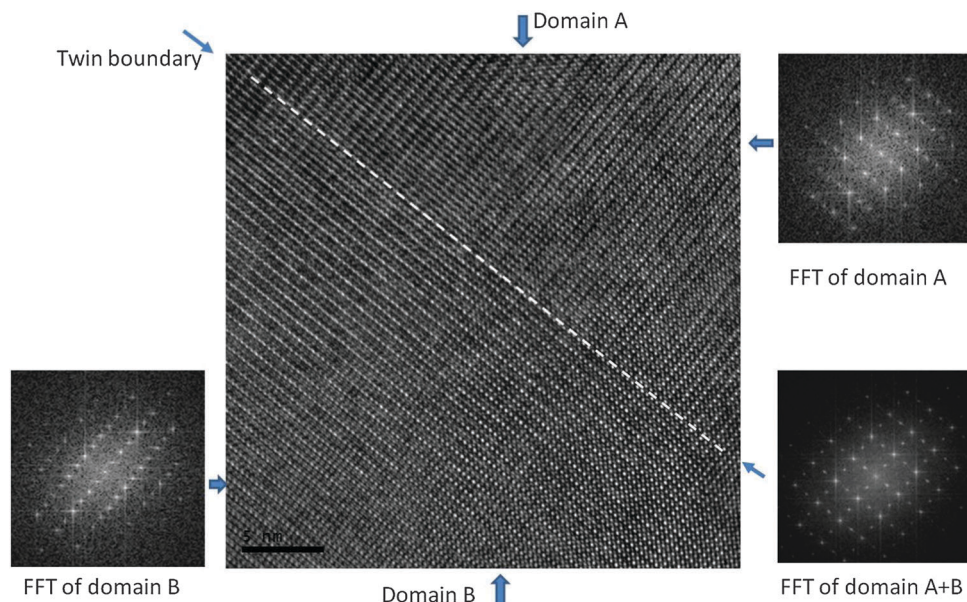 Domain A
Twin boundary
FFT of domain A
5 nm
FFT of domain B
Domain B
FFT of domain A+B